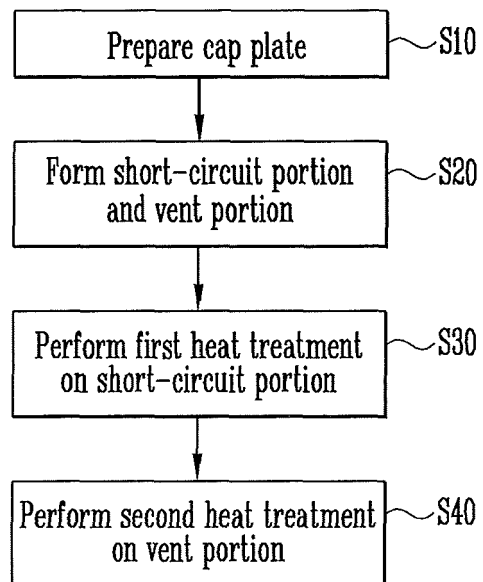 Prepare cap plate
S10
Form short-circuit portion
and vent portion
S20
Perform first heat treatment
on short-circuit portion
S30
Perform second heat treatment
on vent portion
S40